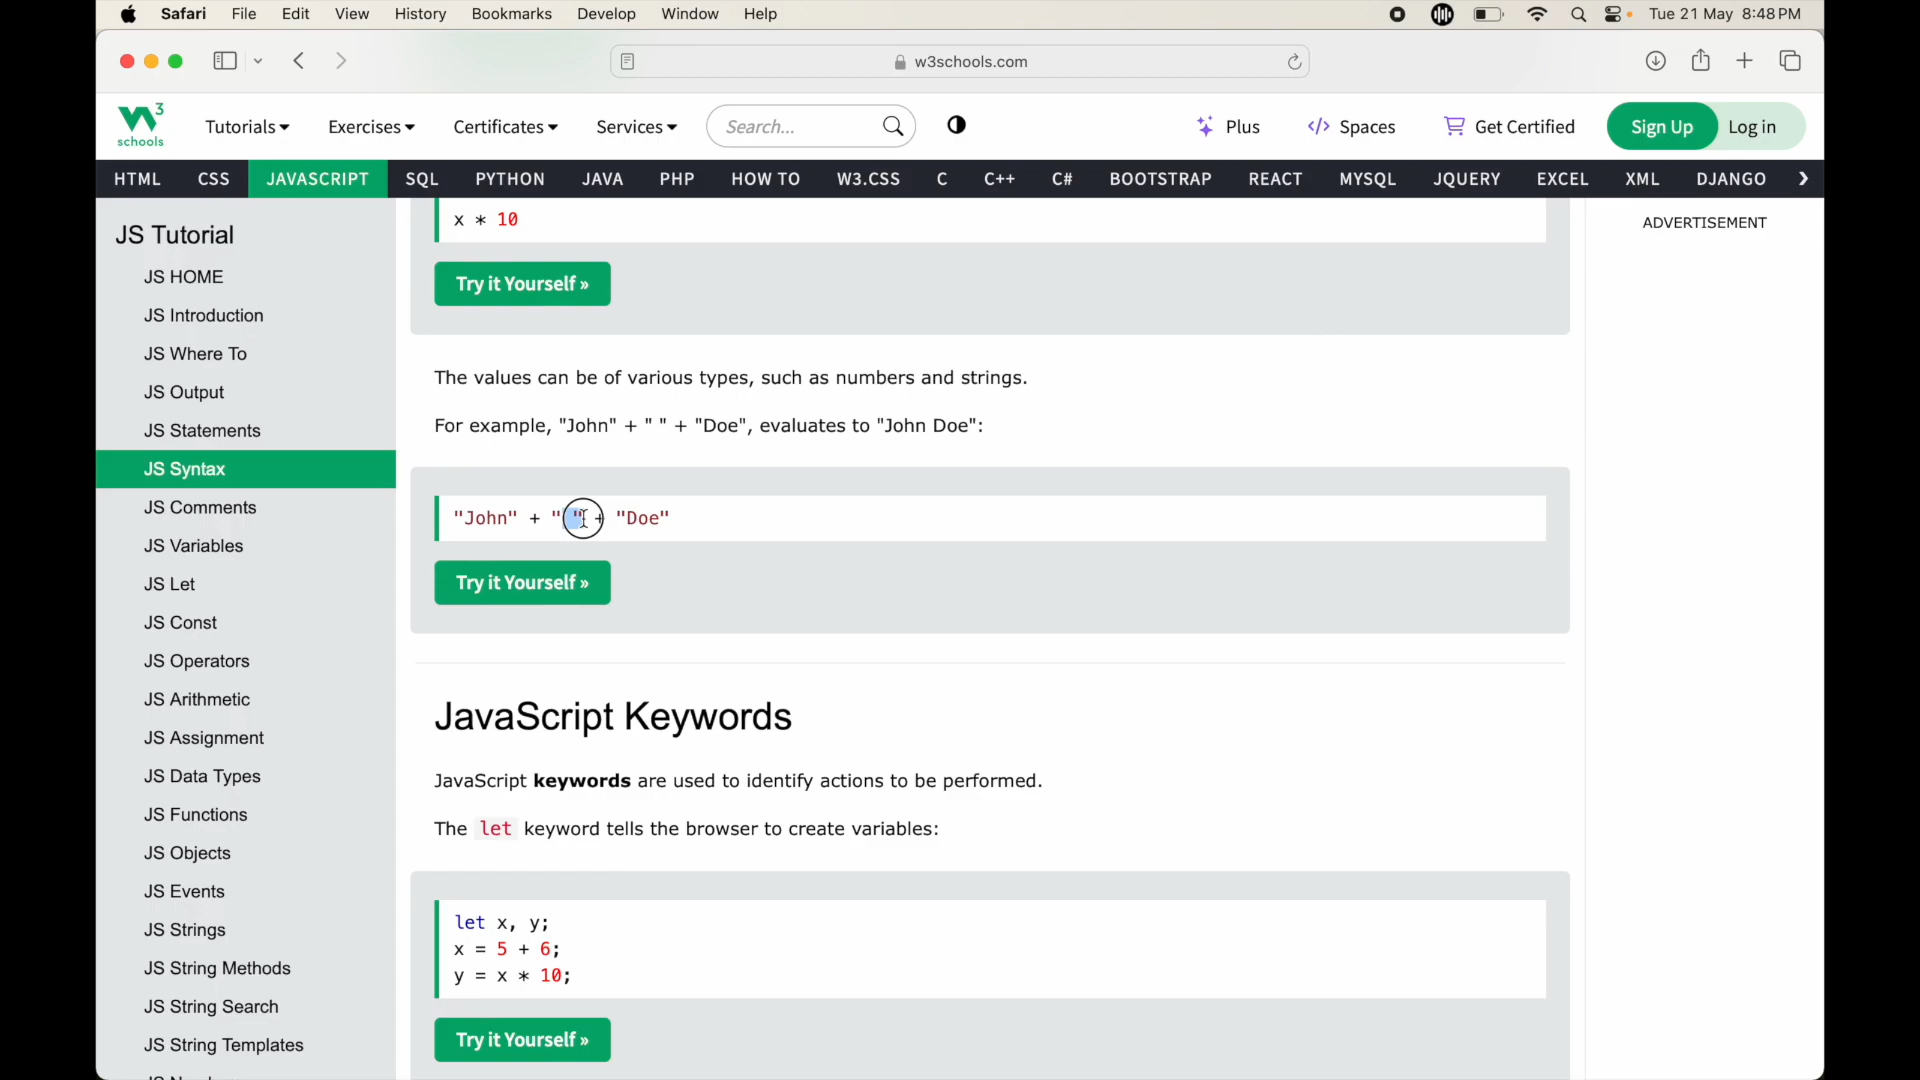 Safari File Edit View History Bookmarks Develop Window Help Tue 21 May 8:48 PM
w3schools.com
W3 schools Tutorials Exercises Certificates Services Search... Plus </> Spaces Get Certified Sign Up Log in
HTML CSS JAVASCRIPT SQL PYTHON JAVA PHP HOW TO W3.CSS C C++ C# BOOTSTRAP REACT MYSQL JQUERY EXCEL XML DJANGO ❯
JS Tutorial
JS HOME
JS Introduction
JS Where To
JS Output
JS Statements
JS Syntax
JS Comments
JS Variables
JS Let
JS Const
JS Operators
JS Arithmetic
JS Assignment
JS Data Types
JS Functions
JS Objects
JS Events
JS Strings
JS String Methods
JS String Search
JS String Templates
x * 10
Try it Yourself »
The values can be of various types, such as numbers and strings.
For example, "John" + " " + "Doe", evaluates to "John Doe":
"John" + " " + "Doe"
Try it Yourself »
JavaScript Keywords
JavaScript keywords are used to identify actions to be performed.
The let keyword tells the browser to create variables:
let x, y;
x = 5 + 6;
y = x * 10;
Try it Yourself »
ADVERTISEMENT